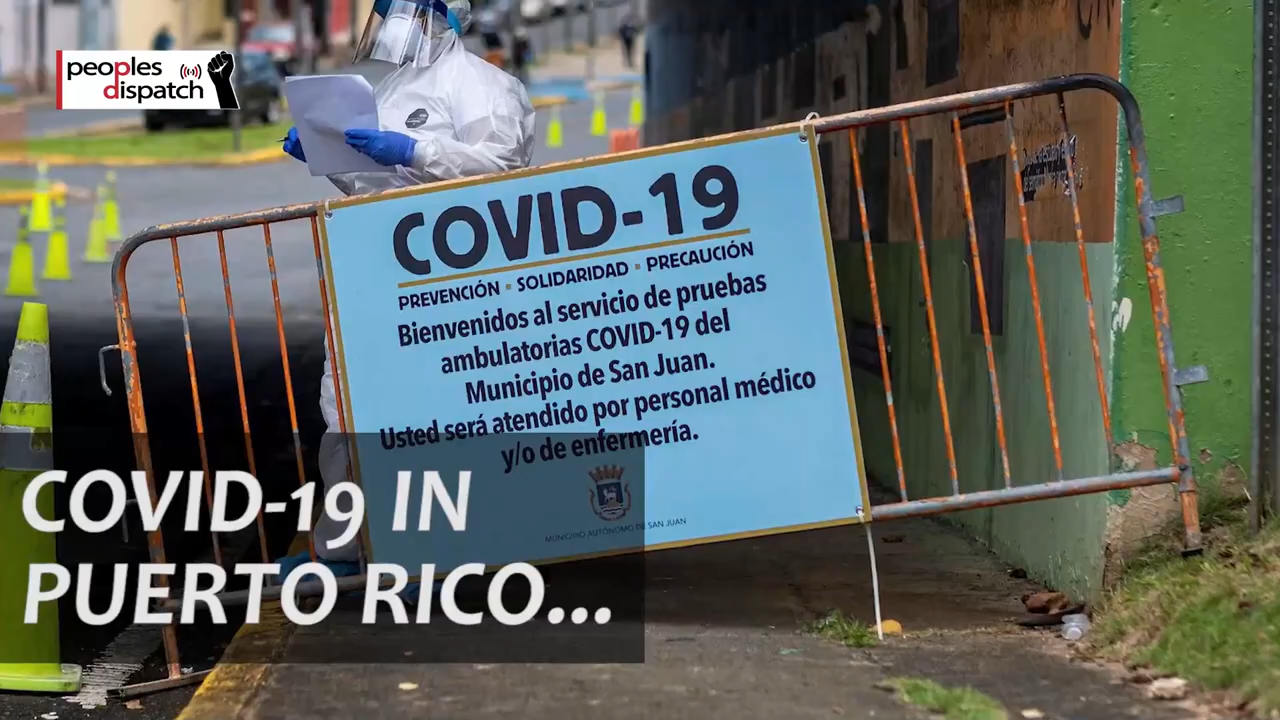 peoples
dispatch
COVID-19
PREVENCIÓN • SOLIDARIDAD • PRECAUCIÓN
Bienvenidos al servicio de pruebas
ambulatorias COVID-19 del
Municipio de San Juan.
Usted será atendido por personal médico
y/o de enfermería.
MUNICIPIO AUTÓNOMO DE SAN JUAN
COVID-19 IN
PUERTO RICO...